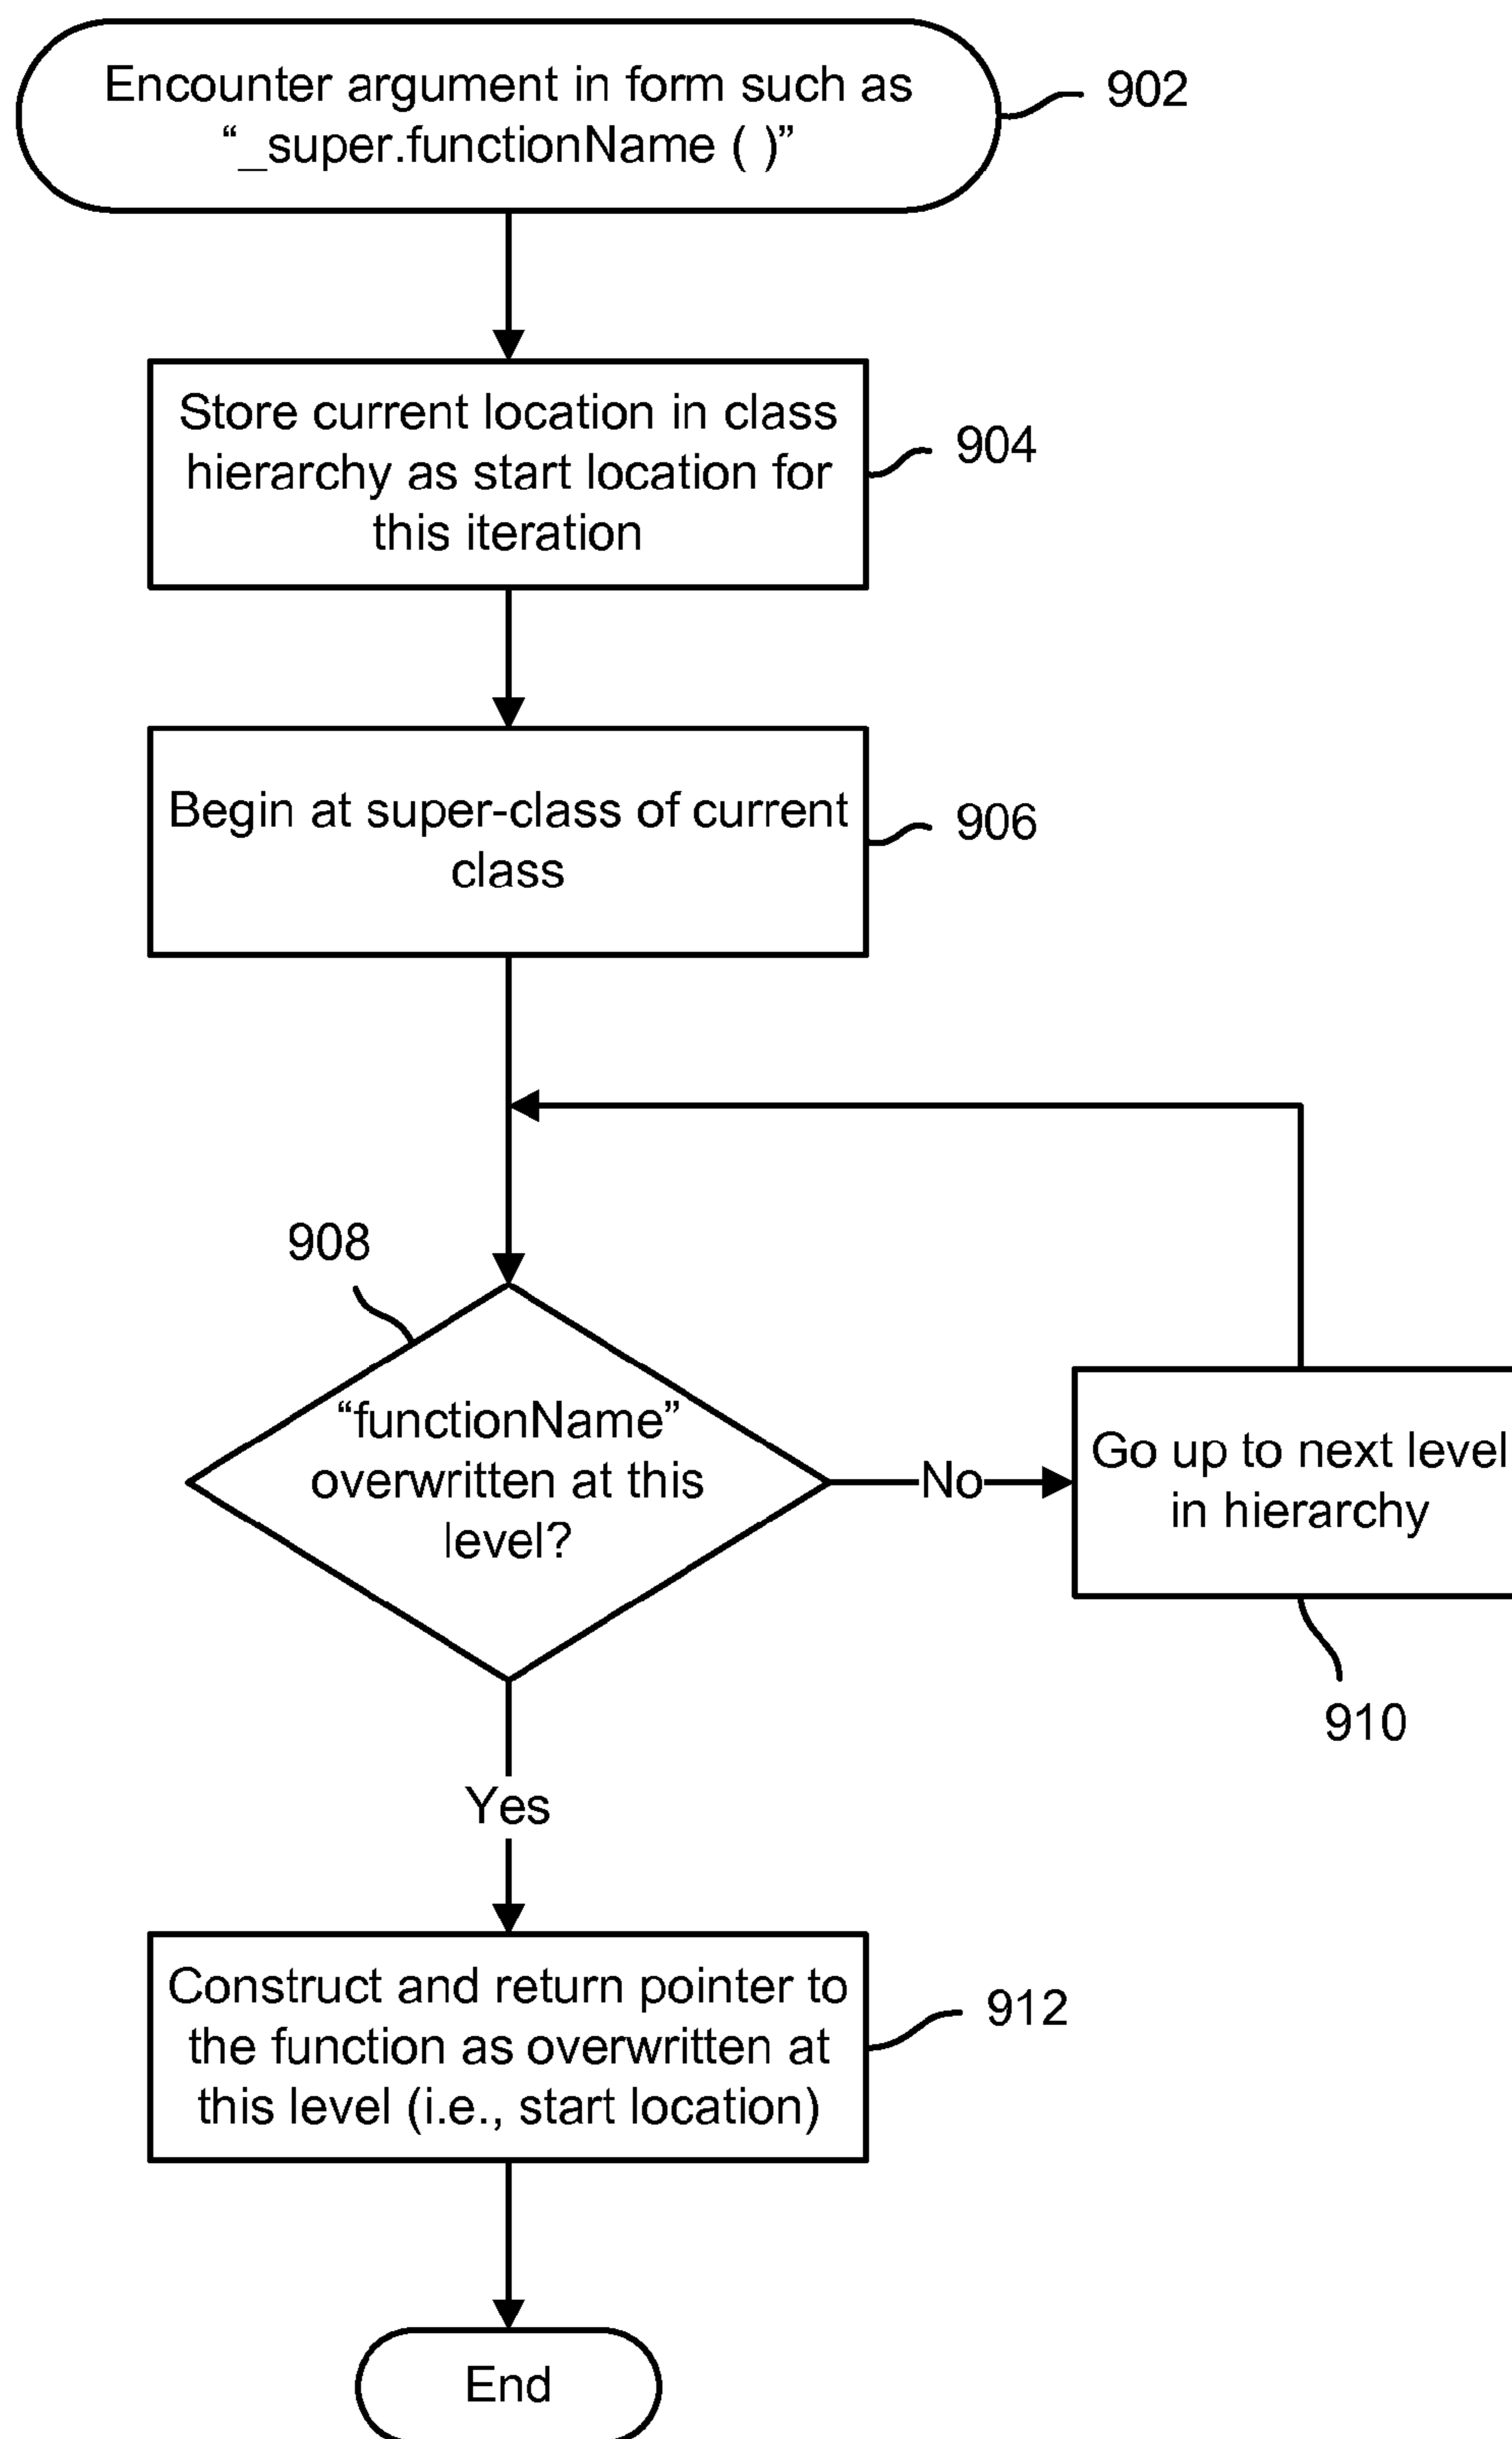 Encounter argument in form such as
“_super.functionName ( )”
902
Store current location in class
hierarchy as start location for
this iteration
904
Begin at super-class of current
class
906
908
“functionName”
overwritten at this
level?
No
Go up to next level
in hierarchy
910
Yes
Construct and return pointer to
the function as overwritten at
this level (i.e., start location)
912
End